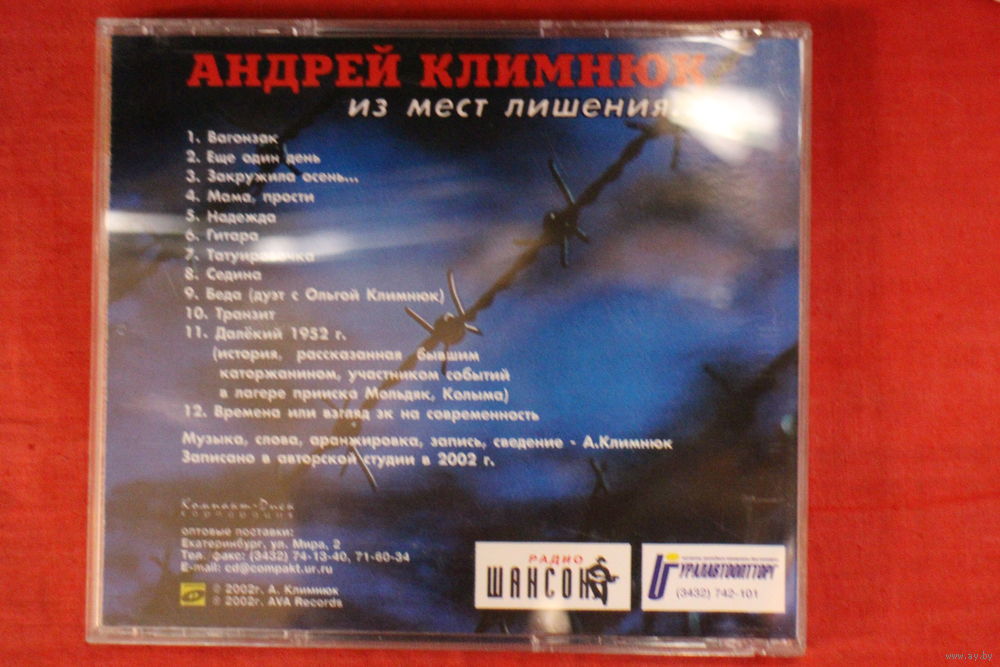 АНДРЕЙ КЛИМНЮК
из мест лишения
1. Вагонзак
2. Еще один день
3. Закружила осень...
4. Мама, прости
5. Надежда
6. Гитара
7. Татуировочка
8. Седина
9. Беда (дуэт с Ольгой Климнюк)
10. Транзит
11. Далёкий 1952 г.
(история, рассказанная бывшим
каторжанином, участником событий
в лагере прииска Мольдяк, Колыма)
12. Времена или взгляд зк на современность
Музыка, слова, аранжировка, запись, сведение - А.Климнюк
Записано в авторской студии в 2002 г.
Компакт-Диск
оптовые поставки:
Екатеринбург, ул. Мира, 2
Тел. факс: (3432) 74-13-40, 71-60-34
E-mail: cd@compakt.ur.ru
© 2002г. А. Климнюк
℗ 2002г. AVA Records
РАДИО
ШАНСОН
УРАЛАВТООПТТОРГ
(3432) 742-101
www.ay.by